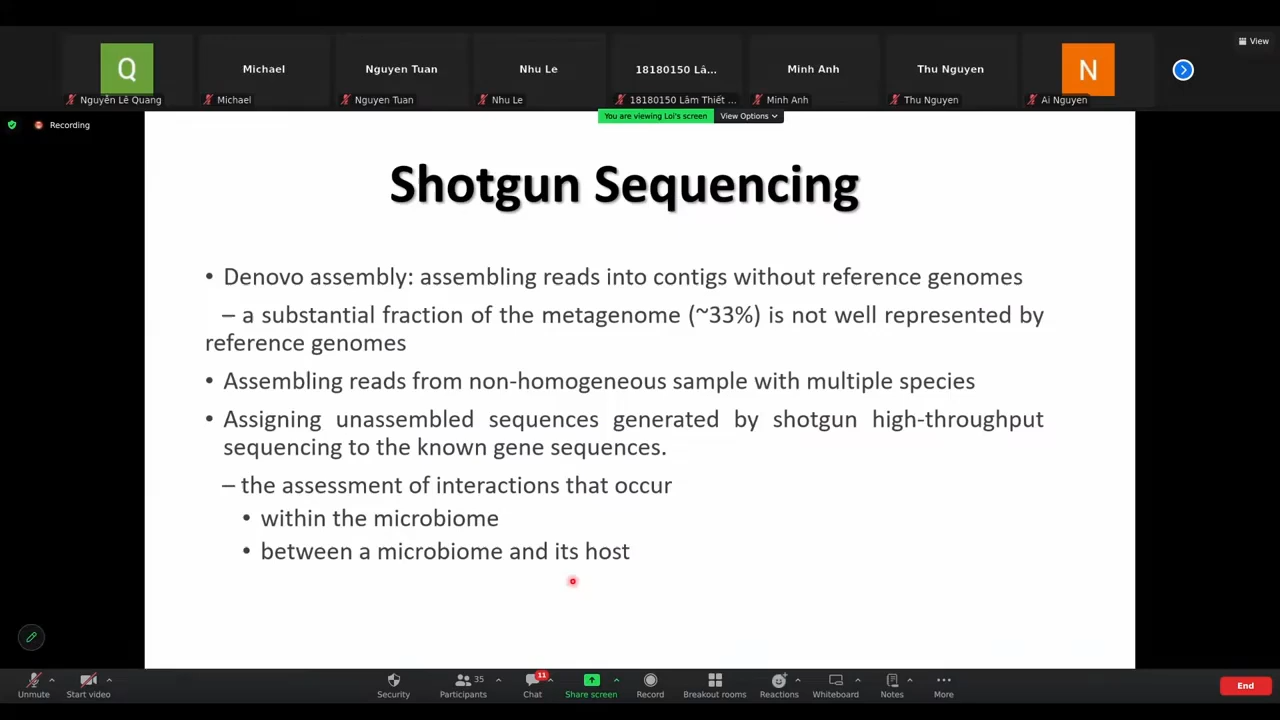 View
Q
Michael
Nguyen Tuan
Nhu Le
18180150 Lâ...
Minh Anh
Thu Nguyen
N
Nguyễn Lê Quang
Michael
Nguyen Tuan
Nhu Le
18180150 Lâm Thiết ...
Minh Anh
Thu Nguyen
Ai Nguyen
You are viewing Loi's screen
View Options
Recording
Shotgun Sequencing
• Denovo assembly: assembling reads into contigs without reference genomes
– a substantial fraction of the metagenome (~33%) is not well represented by
reference genomes
• Assembling reads from non-homogeneous sample with multiple species
• Assigning unassembled sequences generated by shotgun high-throughput
sequencing to the known gene sequences.
– the assessment of interactions that occur
• within the microbiome
• between a microbiome and its host
Unmute
Start video
Security
Participants
35
Chat
11
Share screen
Record
Breakout rooms
Reactions
Whiteboard
Notes
More
End